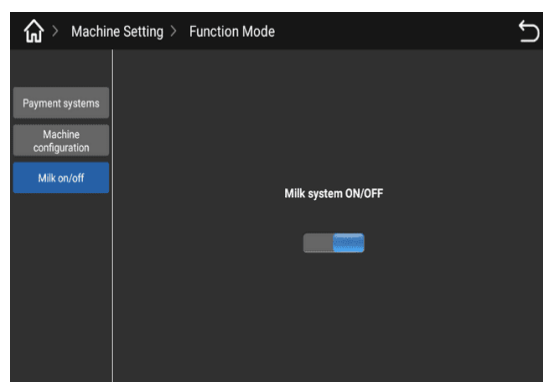 Machine Setting > Function Mode
Payment systems
Machine
configuration
Milk on/off
Milk system ON/OFF